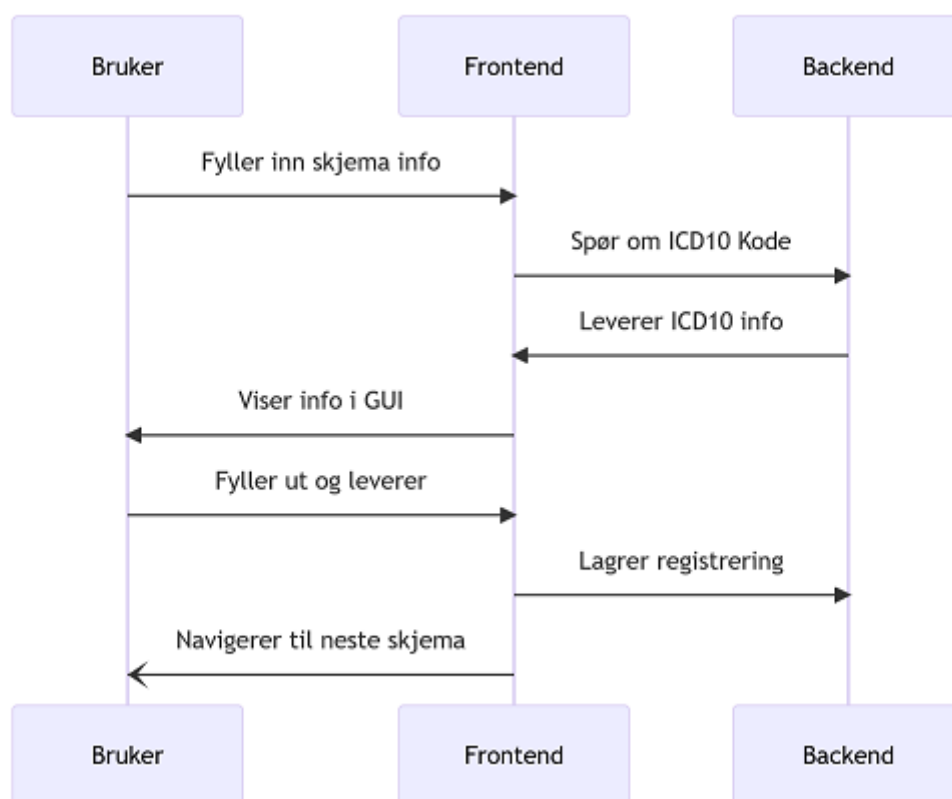 Bruker
Frontend
Backend
Fyller inn skjema info
Spør om ICD10 Kode
Leverer ICD10 info
Viser info i GUI
Fyller ut og leverer
Lagrer registrering
Navigerer til neste skjema
Bruker
Frontend
Backend